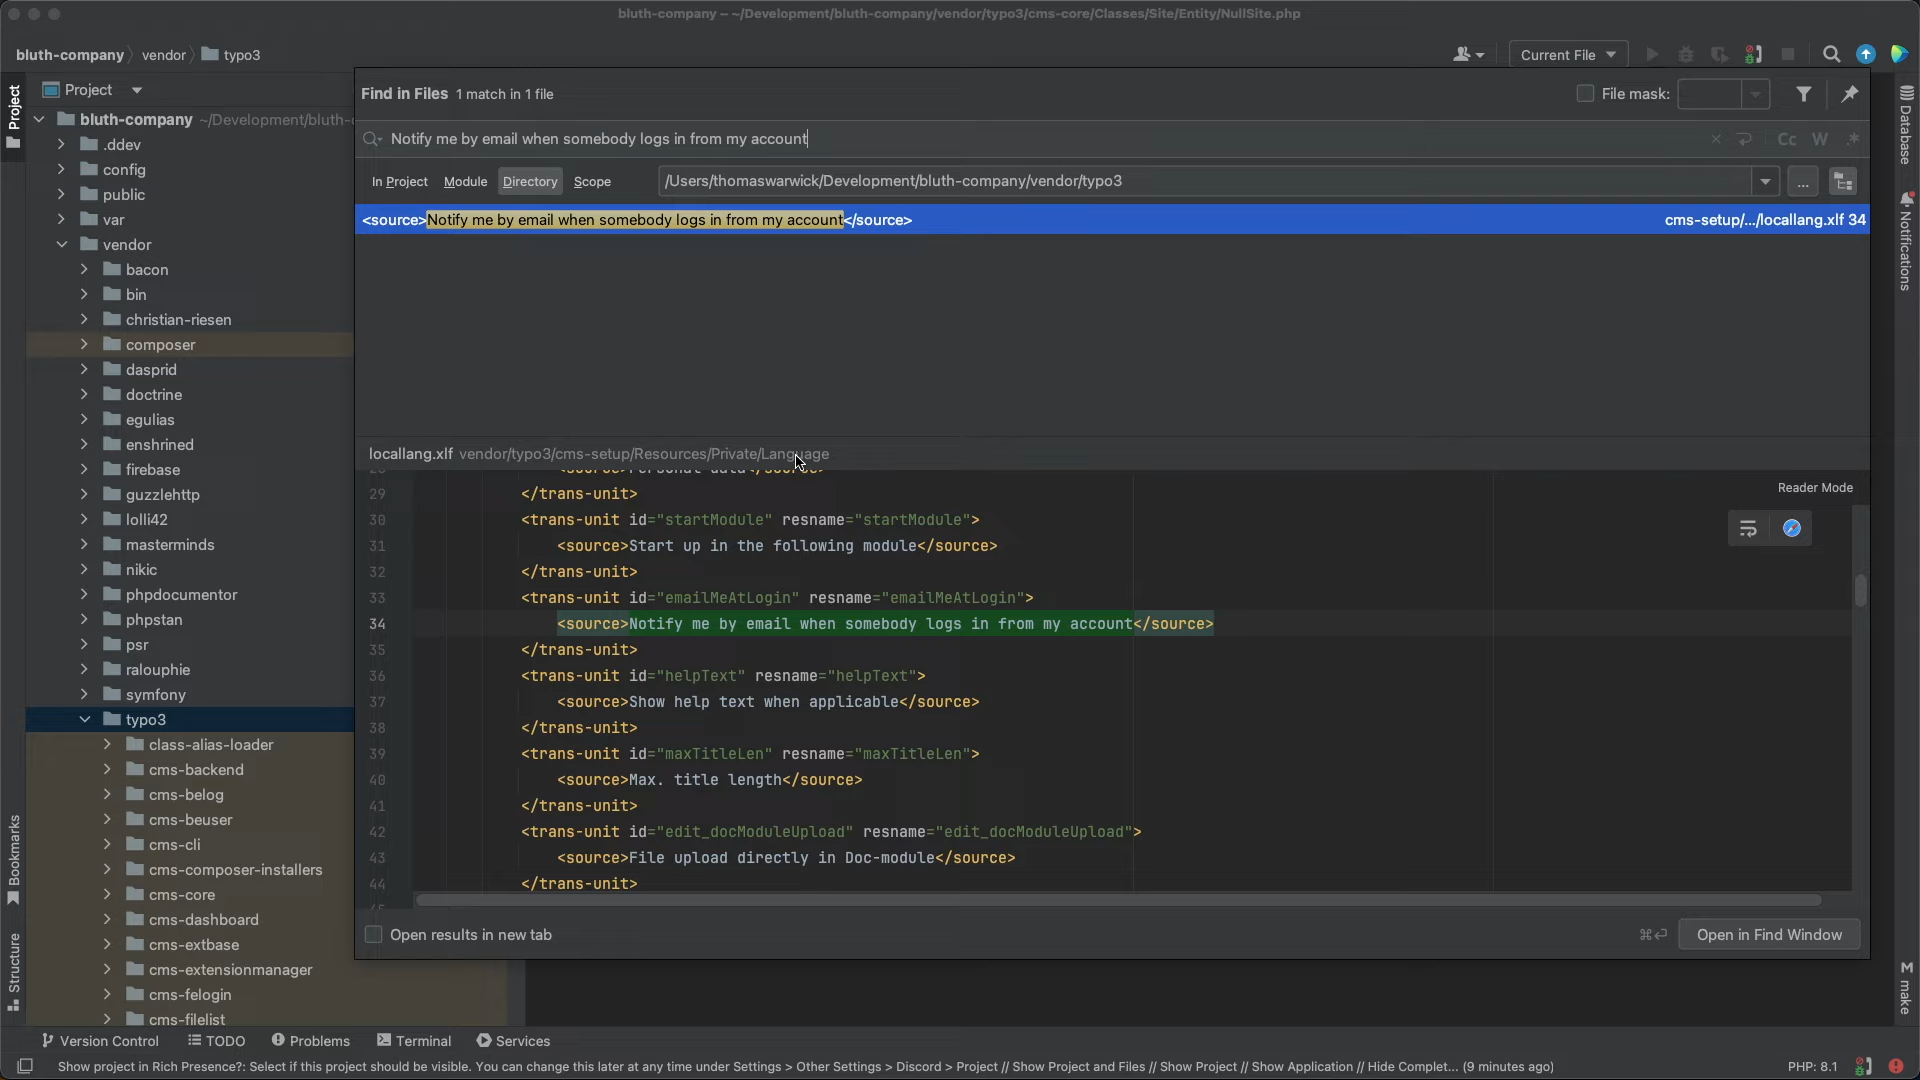 bluth-company – ~/Development/bluth-company/vendor/typo3/cms-core/Classes/Site/Entity/NullSite.php
bluth-company vendor typo3
Current File
Project
Project
bluth-company ~/Development/bluth-
.ddev
config
public
var
vendor
bacon
bin
christian-riesen
composer
dasprid
doctrine
egulias
enshrined
firebase
guzzlehttp
lolli42
masterminds
nikic
phpdocumentor
phpstan
psr
ralouphie
symfony
typo3
class-alias-loader
cms-backend
cms-belog
cms-beuser
cms-cli
cms-composer-installers
cms-core
cms-dashboard
cms-extbase
cms-extensionmanager
cms-felogin
cms-filelist
Bookmarks
Structure
Find in Files 1 match in 1 file
File mask:
Notify me by email when somebody logs in from my account
Cc W .*
In Project Module Directory Scope /Users/thomaswarwick/Development/bluth-company/vendor/typo3 ...
<source>Notify me by email when somebody logs in from my account</source> cms-setup/.../locallang.xlf 34
locallang.xlf vendor/typo3/cms-setup/Resources/Private/Language
Reader Mode
28 <source>Personal data</source>
29 </trans-unit>
30 <trans-unit id="startModule" resname="startModule">
31 <source>Start up in the following module</source>
32 </trans-unit>
33 <trans-unit id="emailMeAtLogin" resname="emailMeAtLogin">
34 <source>Notify me by email when somebody logs in from my account</source>
35 </trans-unit>
36 <trans-unit id="helpText" resname="helpText">
37 <source>Show help text when applicable</source>
38 </trans-unit>
39 <trans-unit id="maxTitleLen" resname="maxTitleLen">
40 <source>Max. title length</source>
41 </trans-unit>
42 <trans-unit id="edit_docModuleUpload" resname="edit_docModuleUpload">
43 <source>File upload directly in Doc-module</source>
44 </trans-unit>
45
Open results in new tab
⌘⏎ Open in Find Window
Database
Notifications
M make
Version Control TODO Problems Terminal Services
Show project in Rich Presence?: Select if this project should be visible. You can change this later at any time under Settings > Other Settings > Discord > Project // Show Project and Files // Show Project // Show Application // Hide Complet... (9 minutes ago)
PHP: 8.1